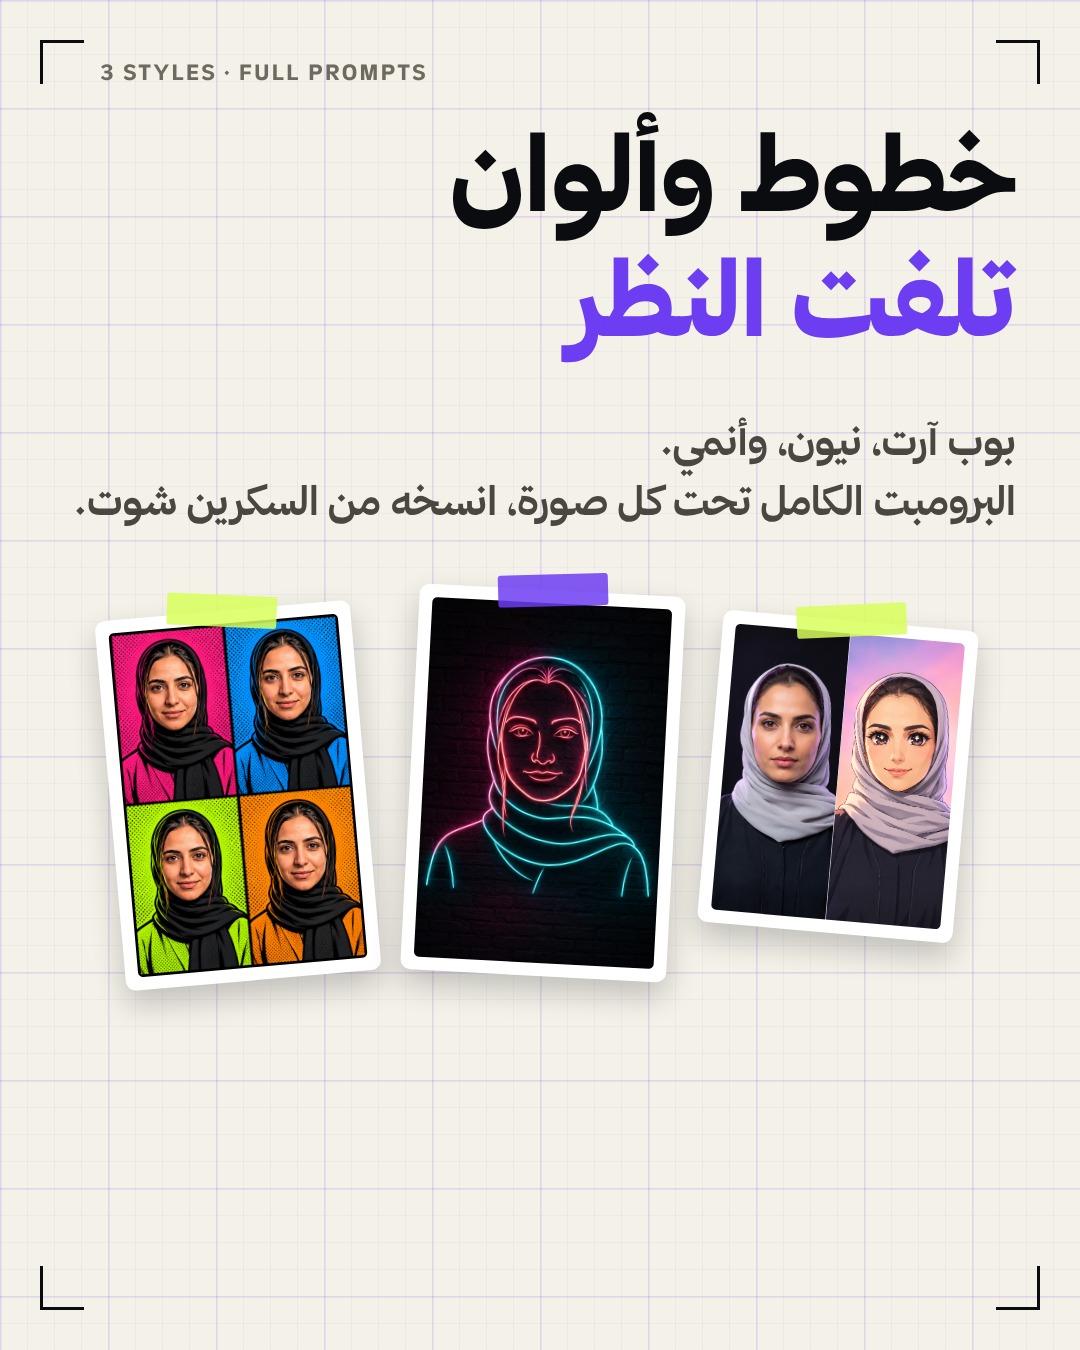 3 STYLES · FULL PROMPTS
خطوط وألوان
تلفت النظر
بوب آرت، نيون، وأنمي.
البرومبت الكامل تحت كل صورة، انسخه من السكرين شوت.